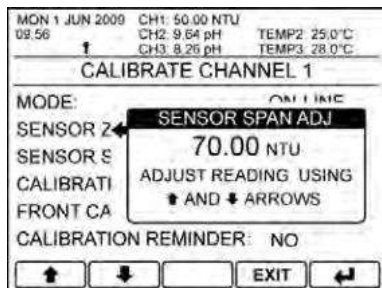 MON 1 JUN 2009 CH1: 50.00 NTU
09.56 CH2: 9.64 pH TEMP2 25.0°C
CH3: 8.26 pH TEMP3: 28.0°C
CALIBRATE CHANNEL 1
MODE: ON LINE
SENSOR Z
SENSOR SPAN ADJ
70.00 NTU
SENSOR S
ADJUST READING USING
CALIBRATI
⬆ AND ⬇ ARROWS
FRONT CA
CALIBRATION REMINDER: NO
EXIT